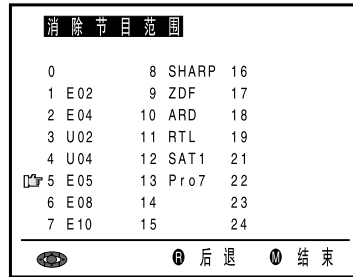 消除节目范围
0 8 SHARP 16
1 E02 9 ZDF 17
2 E04 10 ARD 18
3 U02 11 RTL 19
4 U04 12 SAT1 21
5 E05 13 Pro7 22
6 E08 14 23
7 E10 15 24
R 后退 M 结束